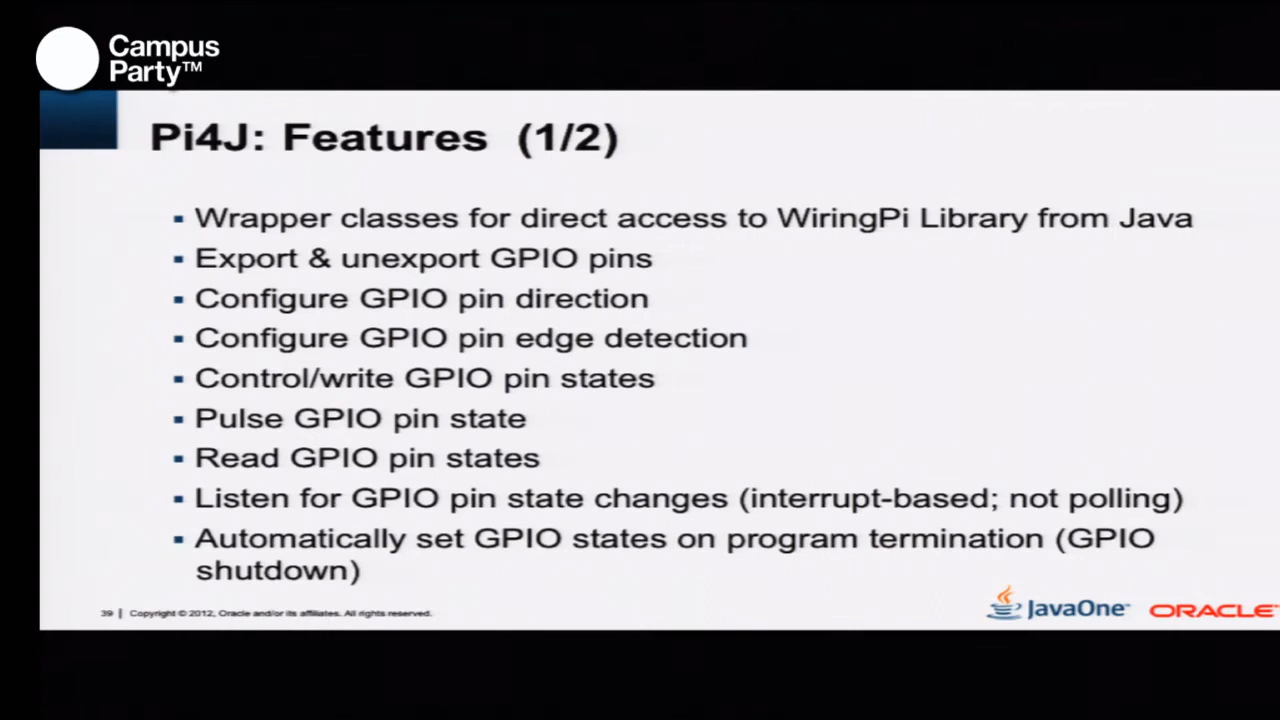 Campus
Party™
Pi4J: Features (1/2)
▪ Wrapper classes for direct access to WiringPi Library from Java
▪ Export & unexport GPIO pins
▪ Configure GPIO pin direction
▪ Configure GPIO pin edge detection
▪ Control/write GPIO pin states
▪ Pulse GPIO pin state
▪ Read GPIO pin states
▪ Listen for GPIO pin state changes (interrupt-based; not polling)
▪ Automatically set GPIO states on program termination (GPIO
shutdown)
39 | Copyright © 2012, Oracle and/or its affiliates. All rights reserved.
JavaOne™
ORACLE®